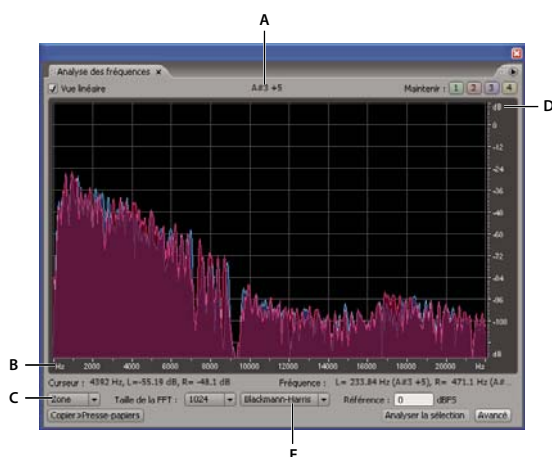 A
Analyse des fréquences x
Vue linéaire A#3 +5 Maintenir : 1 2 3 4
dB
D
0
-12
-24
-36
-48
-60
-72
-84
-96
-108
dB
B
Hz 2000 4000 6000 8000 10000 12000 14000 16000 18000 20000 Hz
Curseur : 4392 Hz, L=-55.19 dB, R= -48.1 dB Fréquence : L= 233.84 Hz (A#3 +5), R= 471.1 Hz (A#...
C
Zone Taille de la FFT : 1024 Blackmann-Harris Référence : 0 dBFS
Copier>Presse-papiers Analyser la sélection Avancé